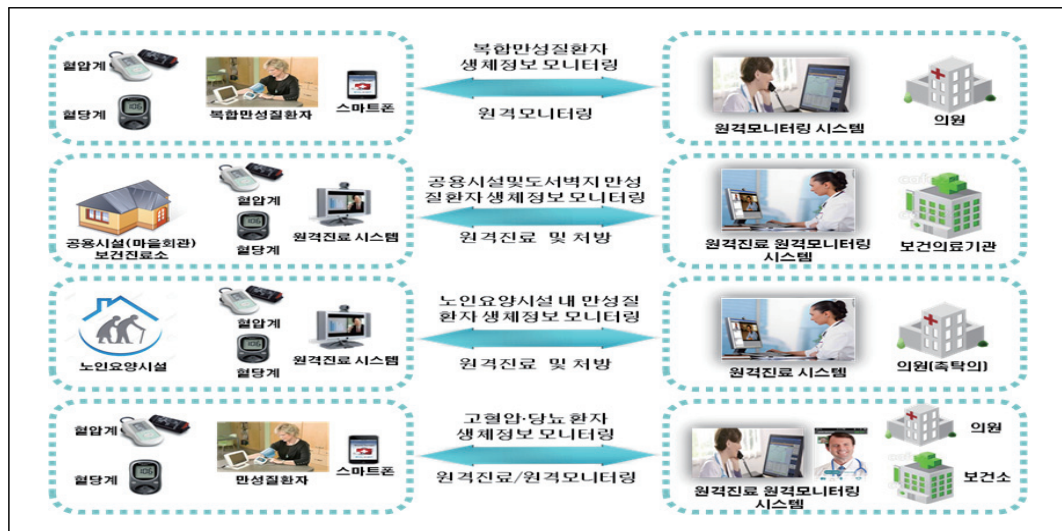 혈압계
혈당계
106
복합만성질환자
스마트폰
복합만성질환자
생체정보 모니터링
원격모니터링
원격모니터링 시스템
의원
공용시설(마을회관)
보건진료소
혈압계
혈당계
원격진료 시스템
공용시설및도서벽지 만성
질환자 생체정보 모니터링
원격진료 및 처방
원격진료 원격모니터링
시스템
보건의료기관
노인요양시설
혈압계
혈당계
원격진료 시스템
노인요양시설 내 만성질
환자 생체정보 모니터링
원격진료 및 처방
원격진료 시스템
의원(촉탁의)
혈압계
혈당계
106
만성질환자
스마트폰
고혈압·당뇨 환자
생체정보 모니터링
원격진료/원격모니터링
원격진료 원격모니터링
시스템
의원
보건소